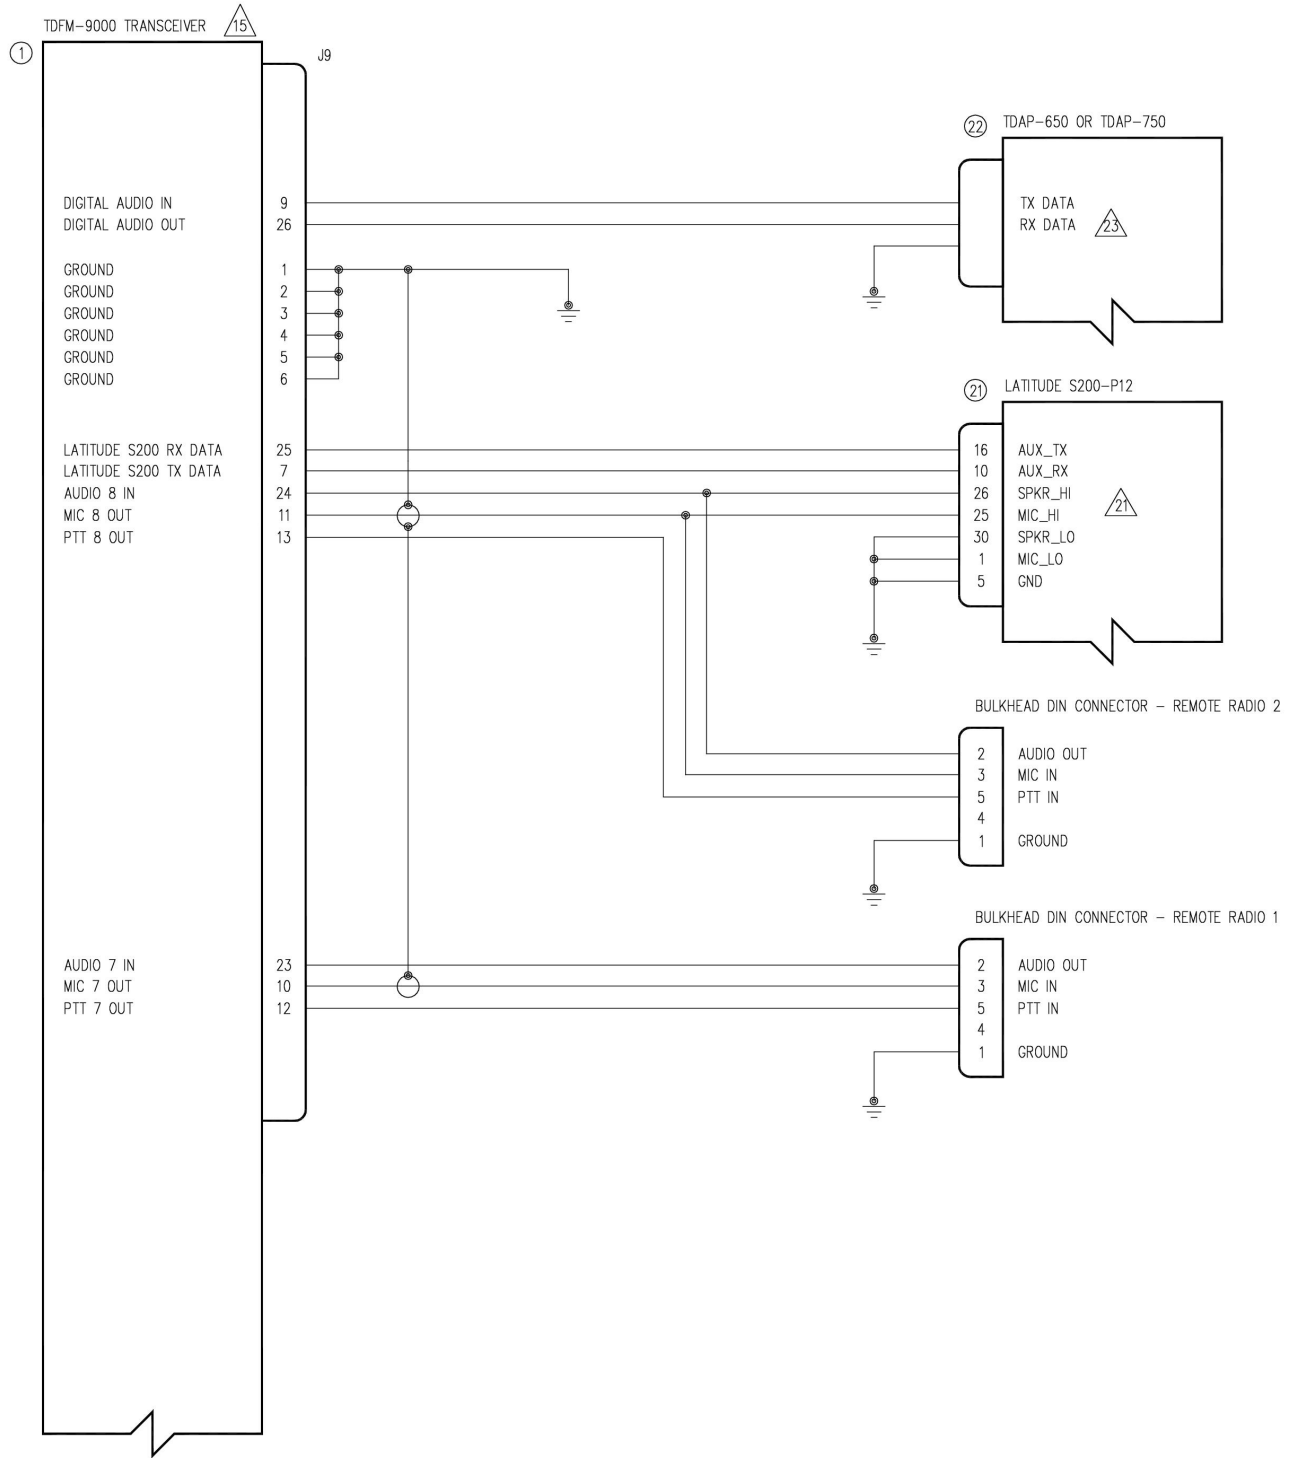 TDFM-9000 TRANSCEIVER 15
1
J9
22 TDAP-650 OR TDAP-750
DIGITAL AUDIO IN 9 TX DATA
DIGITAL AUDIO OUT 26 RX DATA 23
GROUND 1
GROUND 2
GROUND 3
GROUND 4
GROUND 5
GROUND 6
21 LATITUDE S200-P12
LATITUDE S200 RX DATA 25 16 AUX_TX
LATITUDE S200 TX DATA 7 10 AUX_RX
AUDIO 8 IN 24 26 SPKR_HI
21
MIC 8 OUT 11 25 MIC_HI
PTT 8 OUT 13 30 SPKR_LO
1 MIC_LO
5 GND
BULKHEAD DIN CONNECTOR - REMOTE RADIO 2
2 AUDIO OUT
3 MIC IN
5 PTT IN
4
1 GROUND
BULKHEAD DIN CONNECTOR - REMOTE RADIO 1
AUDIO 7 IN 23 2 AUDIO OUT
MIC 7 OUT 10 3 MIC IN
PTT 7 OUT 12 5 PTT IN
4
1 GROUND